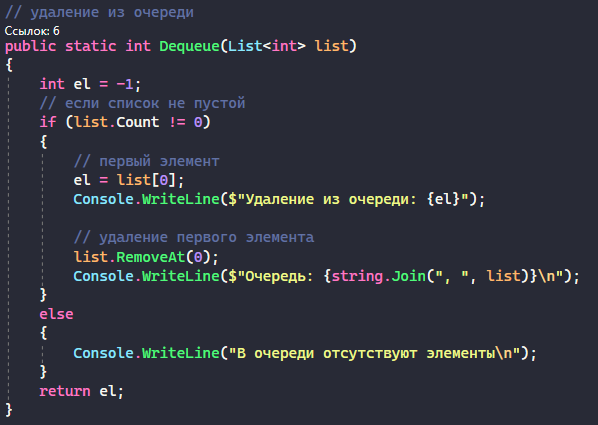 // удаление из очереди
Ссылок: 6
public static int Dequeue(List<int> list)
{
    int el = -1;
    // если список не пустой
    if (list.Count != 0)
    {
        // первый элемент
        el = list[0];
        Console.WriteLine($"Удаление из очереди: {el}");

        // удаление первого элемента
        list.RemoveAt(0);
        Console.WriteLine($"Очередь: {string.Join(", ", list)}\n");
    }
    else
    {
        Console.WriteLine("В очереди отсутствуют элементы\n");
    }
    return el;
}